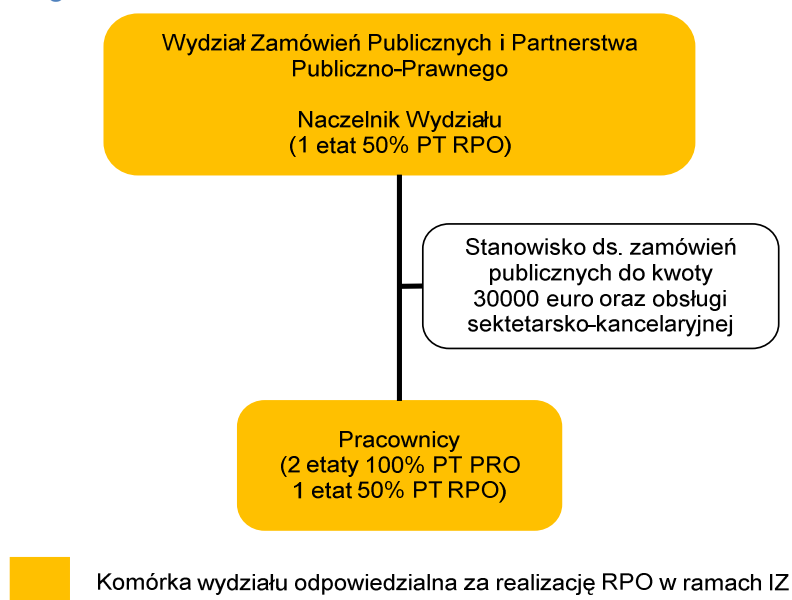 Wydział Zamówień Publicznych i Partnerstwa
Publiczno-Prawnego
Naczelnik Wydziału
(1 etat 50% PT RPO)
Stanowisko ds. zamówień
publicznych do kwoty
30000 euro oraz obsługi
sektetarsko-kancelaryjnej
Pracownicy
(2 etaty 100% PT PRO
1 etat 50% PT RPO)
Komórka wydziału odpowiedzialna za realizację RPO w ramach IZ